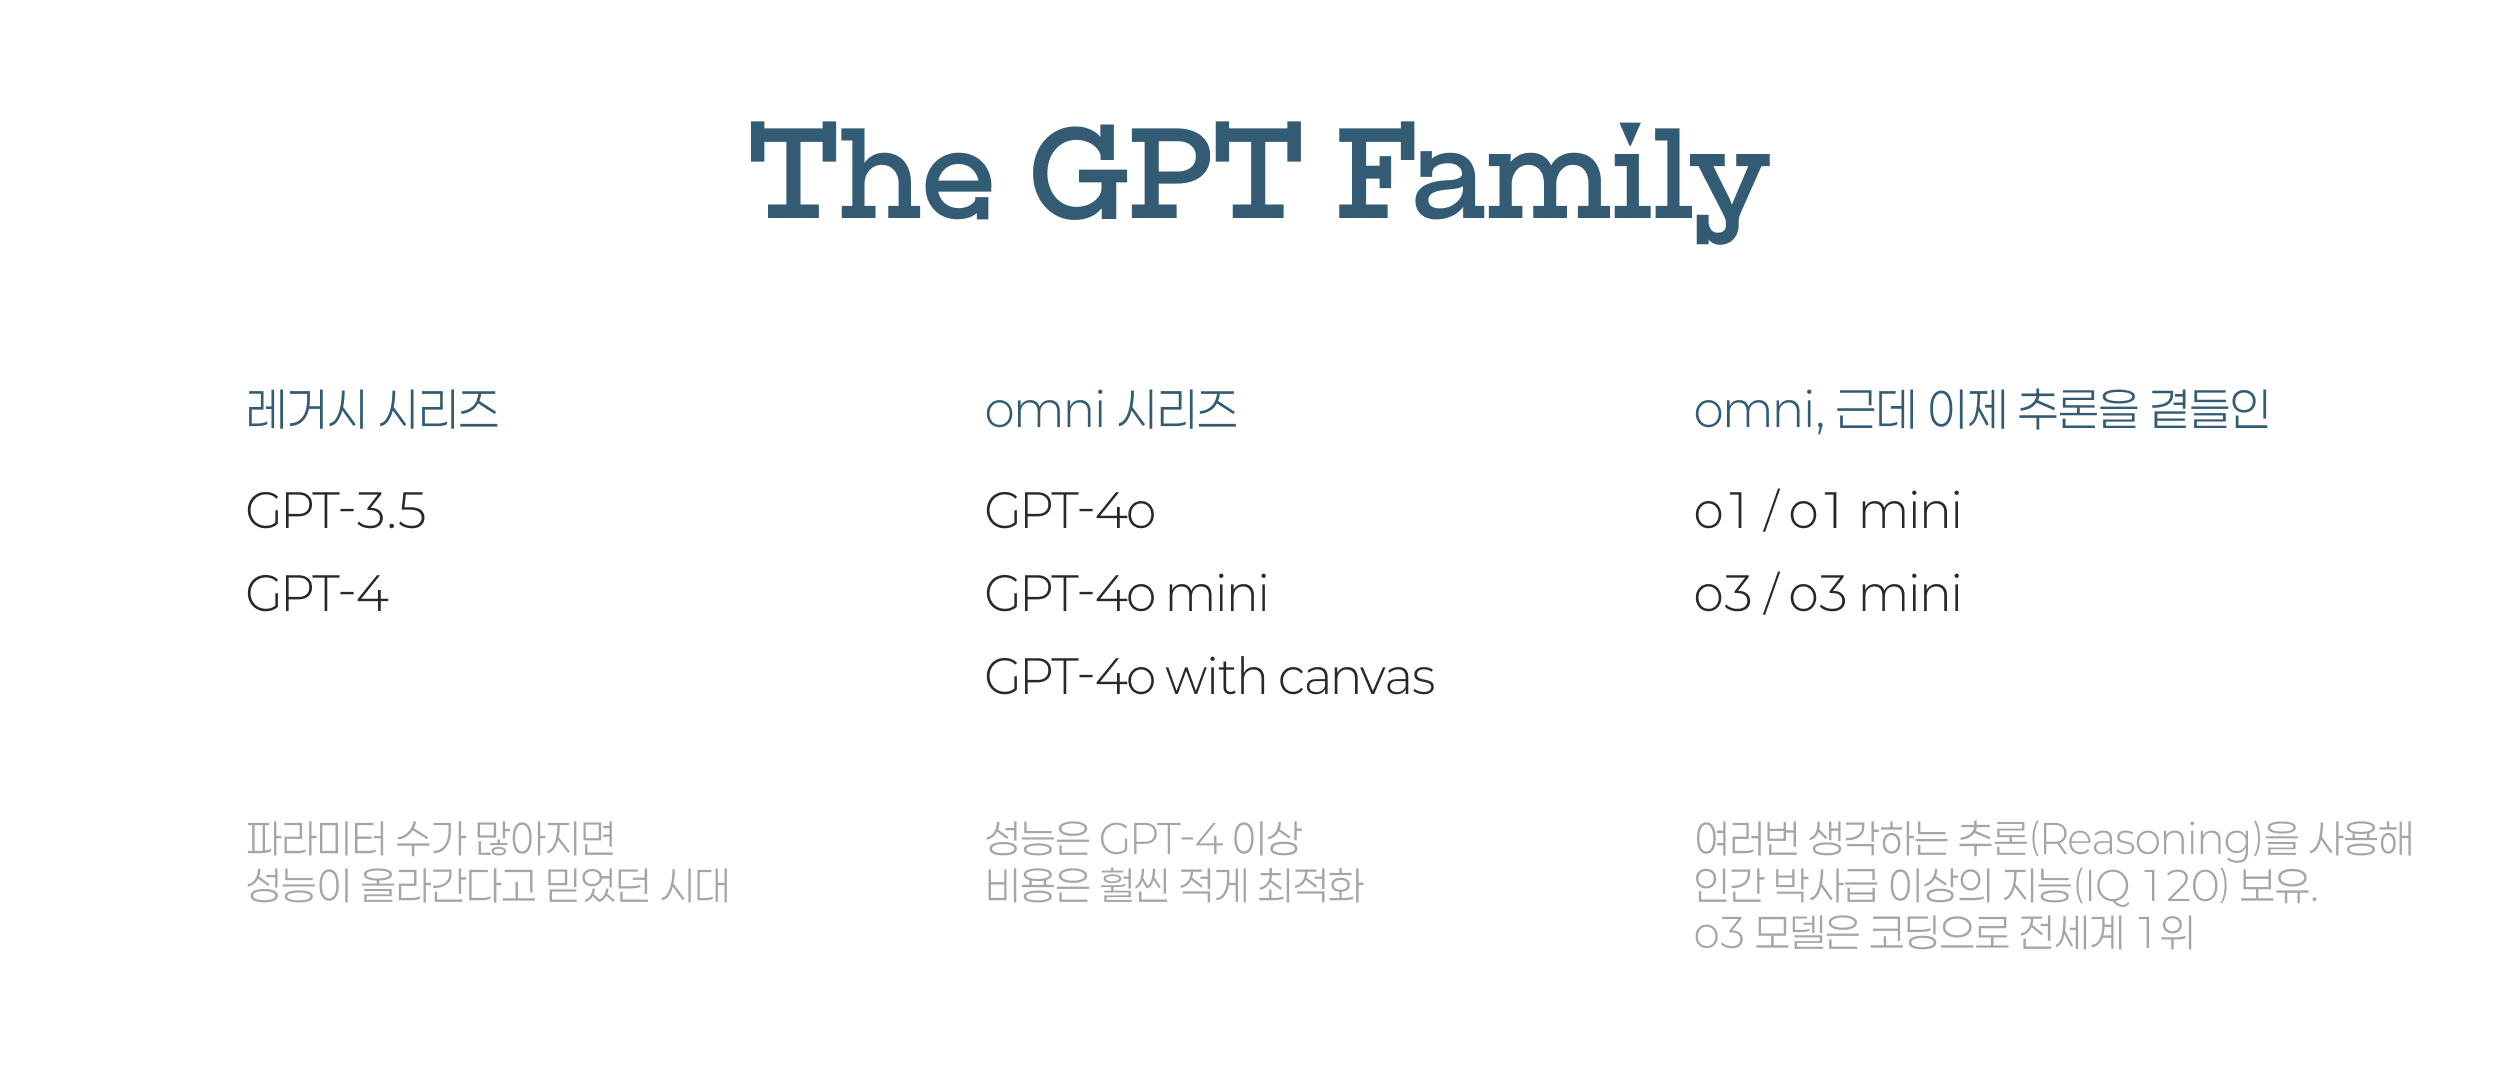 The GPT Family
레거시 시리즈
GPT-3.5
GPT-4
파라미터 수가 많아지면
성능이 올라간다고 믿었던 시대
omni 시리즈
GPT-4o
GPT-4o mini
GPT-4o with canvas
성능은 GPT-4 이상
비용은 훨씬 적게 최적화
omni, 근데 이제 추론을 곁들인
o1 / o1 mini
o3 / o3 mini
여러 번 생각하는 추론(Reasoning)을 사용해
인간 범주 이상의 지능(IQ 120) 보유.
o3 모델은 코딩으로 전세계 1위